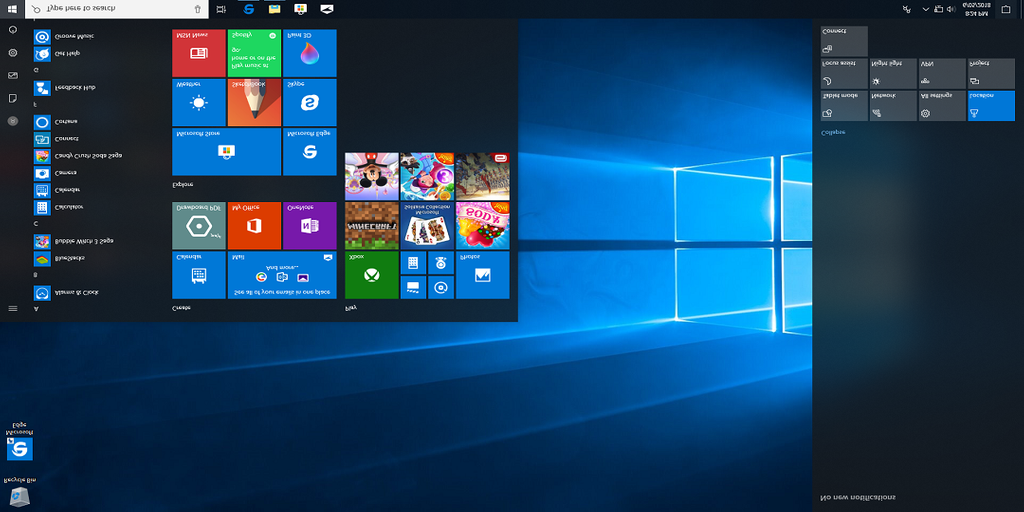 Recycle Bin
Microsoft
Edge
A
Alarms & Clock
B
BlueStacks
Bubble Witch 3 Saga
C
Calculator
Calendar
Camera
Candy Crush Soda Saga
Connect
Cortana
F
Feedback Hub
G
Get Help
Groove Music
Create
See all of your emails in one place
And more...
Calendar
Mail
pdf
Drawboard PDF
My Office
OneNote
Explore
Microsoft Store
Microsoft Edge
Weather
SketchBook
Skype
Play music at
home or on the
go.
MSN News
Spotify
Paint 3D
Play
Xbox
Photos
MINECRAFT
Microsoft
Solitaire Collection
SODA
No new notifications
Collapse
Tablet mode
Network
All settings
Location
Focus assist
Night light
VPN
Project
Connect
Type here to search
8:24 PM
6/05/2018